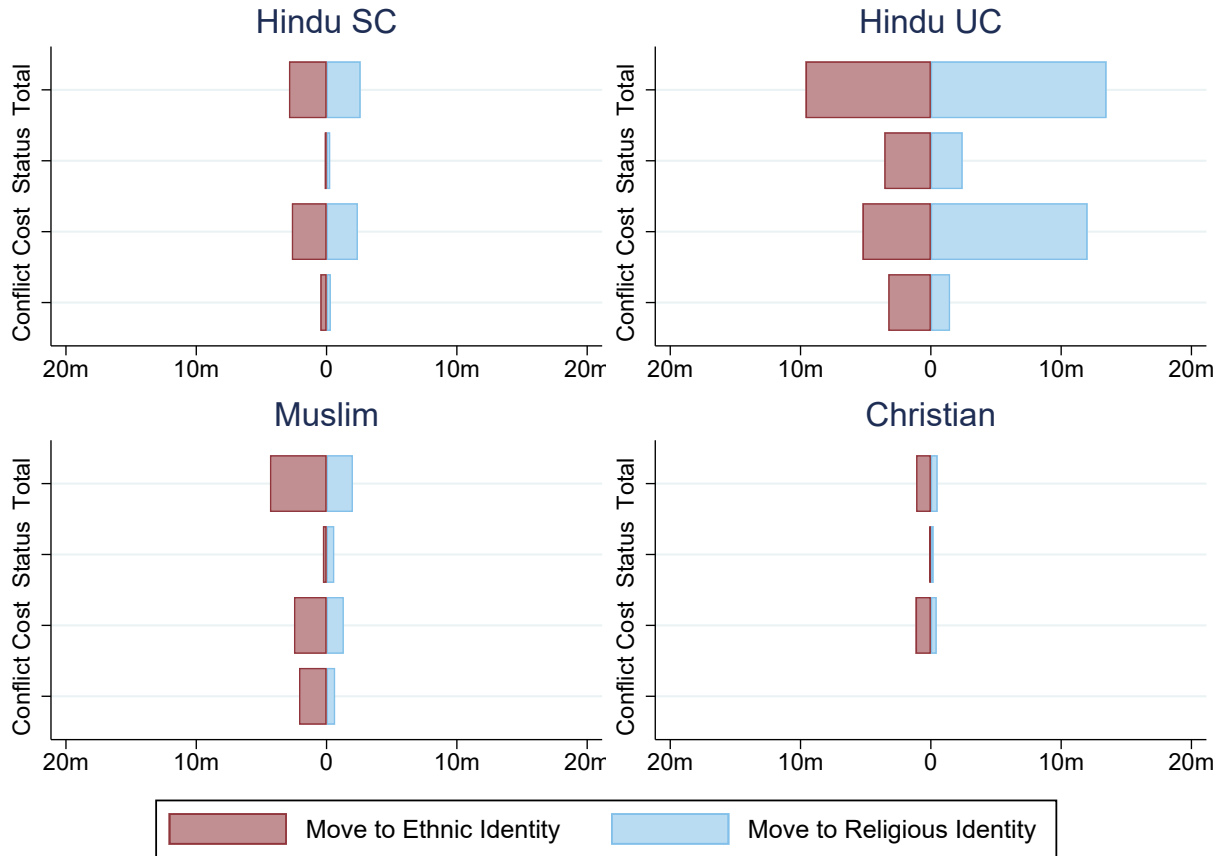 Hindu SC
Total
Status
Cost
Conflict
20m 10m 0 10m 20m
Hindu UC
Total
Status
Cost
Conflict
20m 10m 0 10m 20m
Muslim
Total
Status
Cost
Conflict
20m 10m 0 10m 20m
Christian
Total
Status
Cost
Conflict
20m 10m 0 10m 20m
Move to Ethnic Identity
Move to Religious Identity